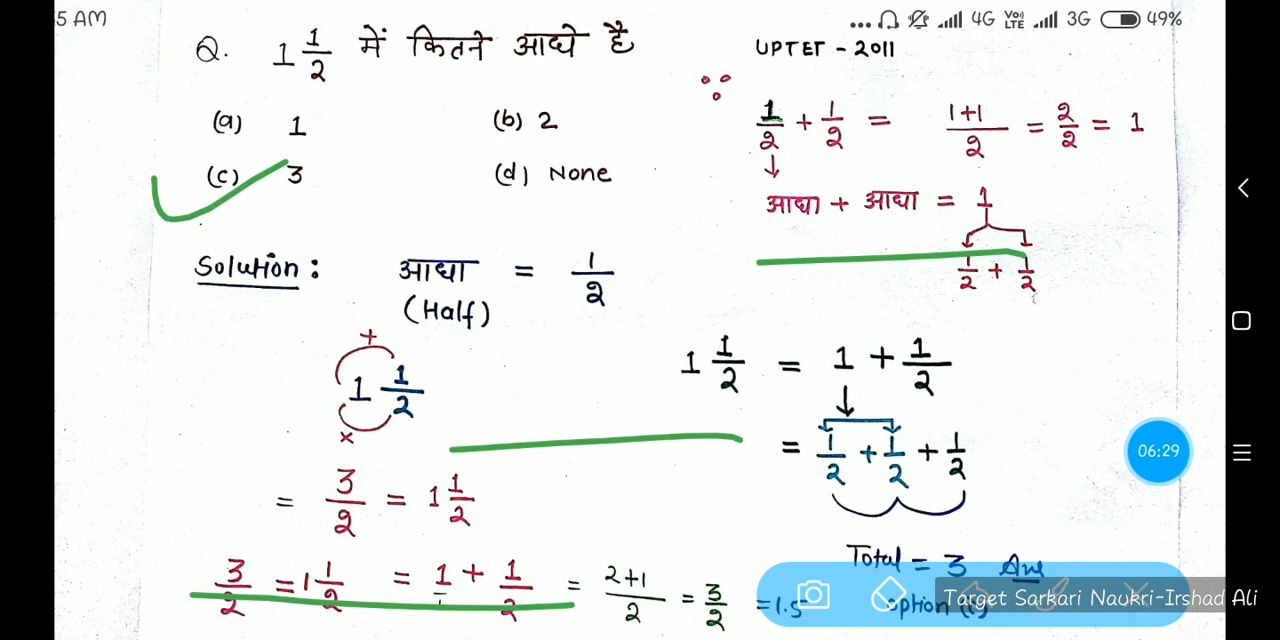 5 AM ... 4G Vo) LTE 3G 49%
Q. 1 1/2 में कितने आधे है
UPTET - 2011
(a) 1 (b) 2
(c) 3 (d) None
1/2 + 1/2 = 1+1/2 = 2/2 = 1
आधा + आधा = 1
1/2 + 1/2
Solution : आधा = 1/2
(Half)
+
1 1/2
×
= 3/2 = 1 1/2
1 1/2 = 1 + 1/2
= 1/2 + 1/2 + 1/2
Total = 3 Ans
06:29
3/2 = 1 1/2 = 1 + 1/2 = 2+1/2 = 3/2 = 1.5
Target Sarkari Naukri-Irshad Ali